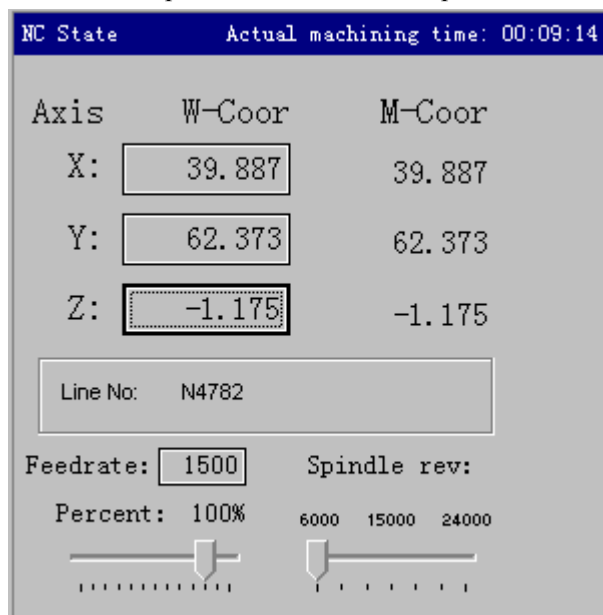 NC State Actual machining time: 00:09:14
Axis W-Coor M-Coor
X: 39.887 39.887
Y: 62.373 62.373
Z: -1.175 -1.175
Line No: N4782
Feedrate: 1500 Spindle rev:
Percent: 100% 6000 15000 24000